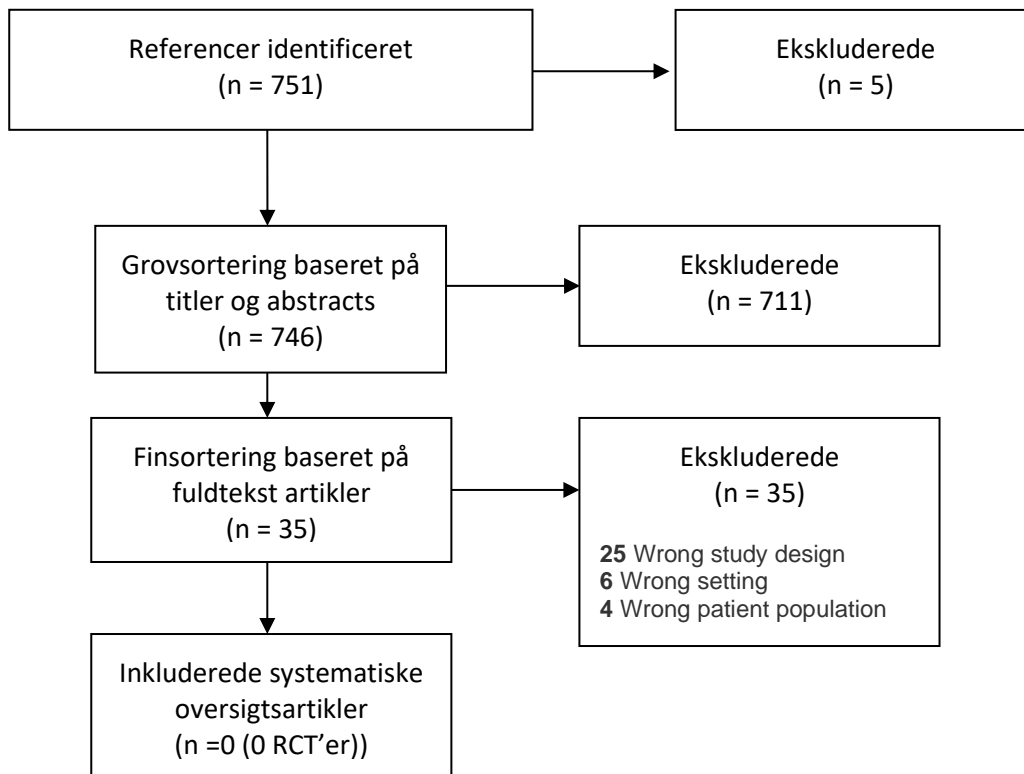 Referencer identificeret
(n = 751)
Ekskluderede
(n = 5)
Grovsortering baseret på
titler og abstracts
(n = 746)
Ekskluderede
(n = 711)
Finsortering baseret på
fuldtekst artikler
(n = 35)
Ekskluderede
(n = 35)
25 Wrong study design
6 Wrong setting
4 Wrong patient population
Inkluderede systematiske
oversigtsartikler
(n =0 (0 RCT’er))